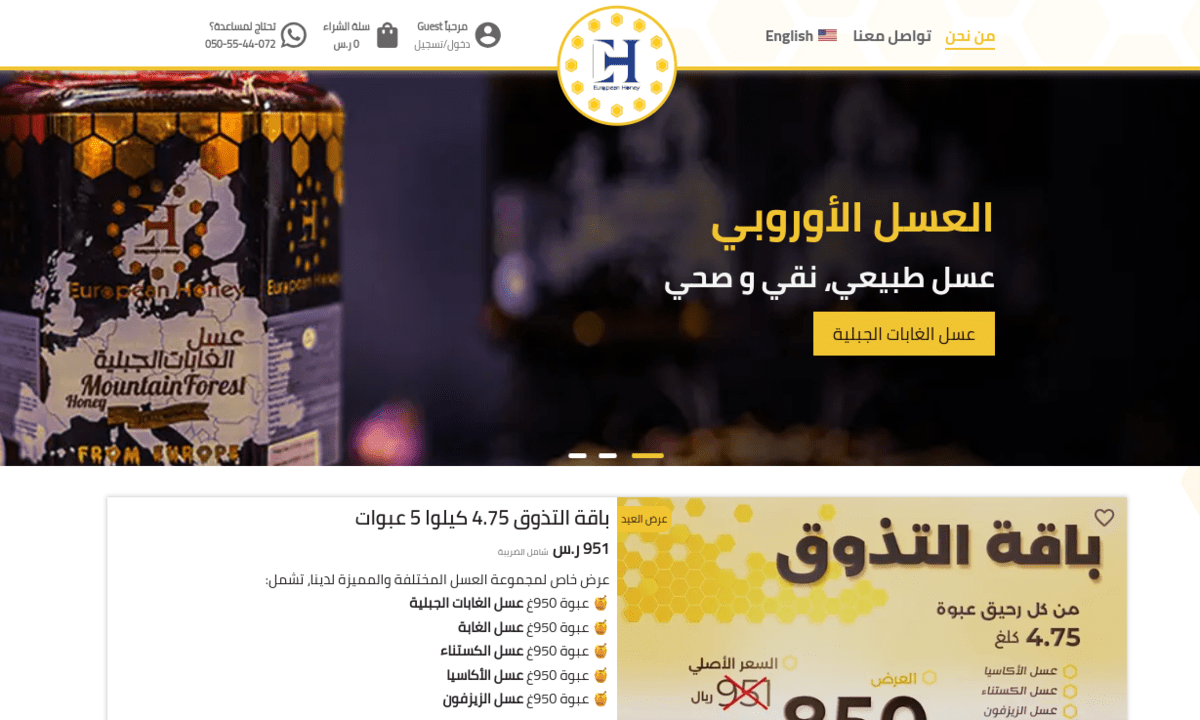 من نحن
تواصل معنا
English
European Honey
مرحباً Guest
دخول/تسجيل
سلة الشراء
0 ر.س
تحتاج لمساعدة؟
050-55-44-072
العسل الأوروبي
عسل طبيعي، نقي و صحي
عسل الغابات الجبلية
European Honey
عسل
الغابات الجبلية
Mountain Forest
Honey
FROM EUROPE
عرض العيد
باقة التذوق
من كل رحيق عبوة
4.75 كلغ
عسل الأكاسيا
عسل الكستناء
عسل الزيزفون
العرض
850
السعر الأصلي
951 ريال
باقة التذوق 4.75 كيلوا 5 عبوات
951 ر.س شامل الضريبة
عرض خاص لمجموعة العسل المختلفة والمميزة لدينا، تشمل:
🍯 عبوة 950غ عسل الغابات الجبلية
🍯 عبوة 950غ عسل الغابة
🍯 عبوة 950غ عسل الكستناء
🍯 عبوة 950غ عسل الأكاسيا
🍯 عبوة 950غ عسل الزيزفون